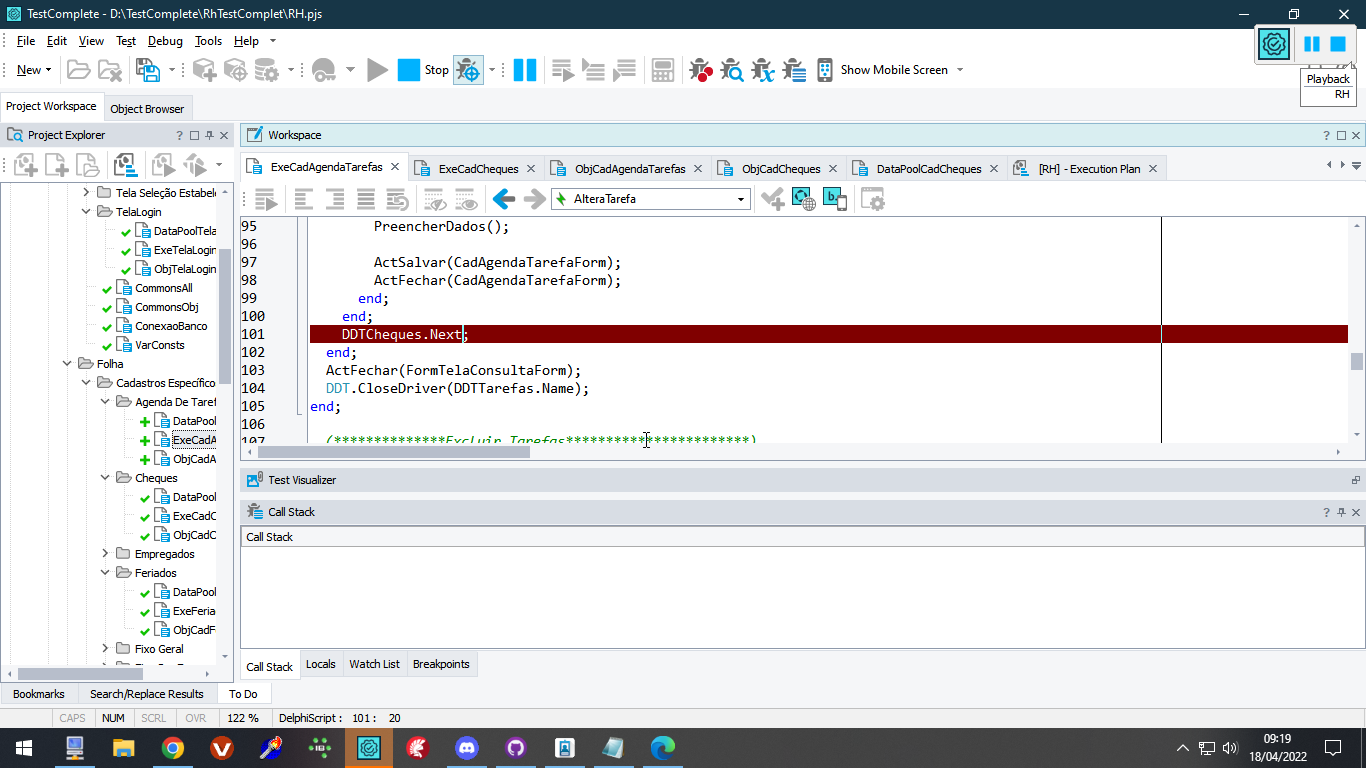 TestComplete - D:\TestComplete\RhTestComplet\RH.pjs
File Edit View Test Debug Tools Help
New Stop Show Mobile Screen
Playback
RH
Project Workspace Object Browser
Project Explorer
Workspace
ExeCadAgendaTarefas ExeCadCheques ObjCadAgendaTarefas ObjCadCheques DataPoolCadCheques [RH] - Execution Plan
AlteraTarefa
Tela Seleção Estabele
TelaLogin
DataPoolTela
ExeTelaLogin
ObjTelaLogin
CommonsAll
CommonsObj
ConexaoBanco
VarConsts
Folha
Cadastros Específico
Agenda De Taref
DataPool
ExeCadA
ObjCadA
Cheques
DataPool
ExeCadC
ObjCadC
Empregados
Feriados
DataPool
ExeFeria
ObjCadF
Fixo Geral
95 PreencherDados();
96
97 ActSalvar(CadAgendaTarefaForm);
98 ActFechar(CadAgendaTarefaForm);
99 end;
100 end;
101 DDTCheques.Next;
102 end;
103 ActFechar(FormTelaConsultaForm);
104 DDT.CloseDriver(DDTTarefas.Name);
105 end;
106
107 (**************Excluir Tarefas***********************)
Test Visualizer
Call Stack
Call Stack
Call Stack Locals Watch List Breakpoints
Bookmarks Search/Replace Results To Do
CAPS NUM SCRL OVR 122 % DelphiScript : 101 : 20
09:19
18/04/2022